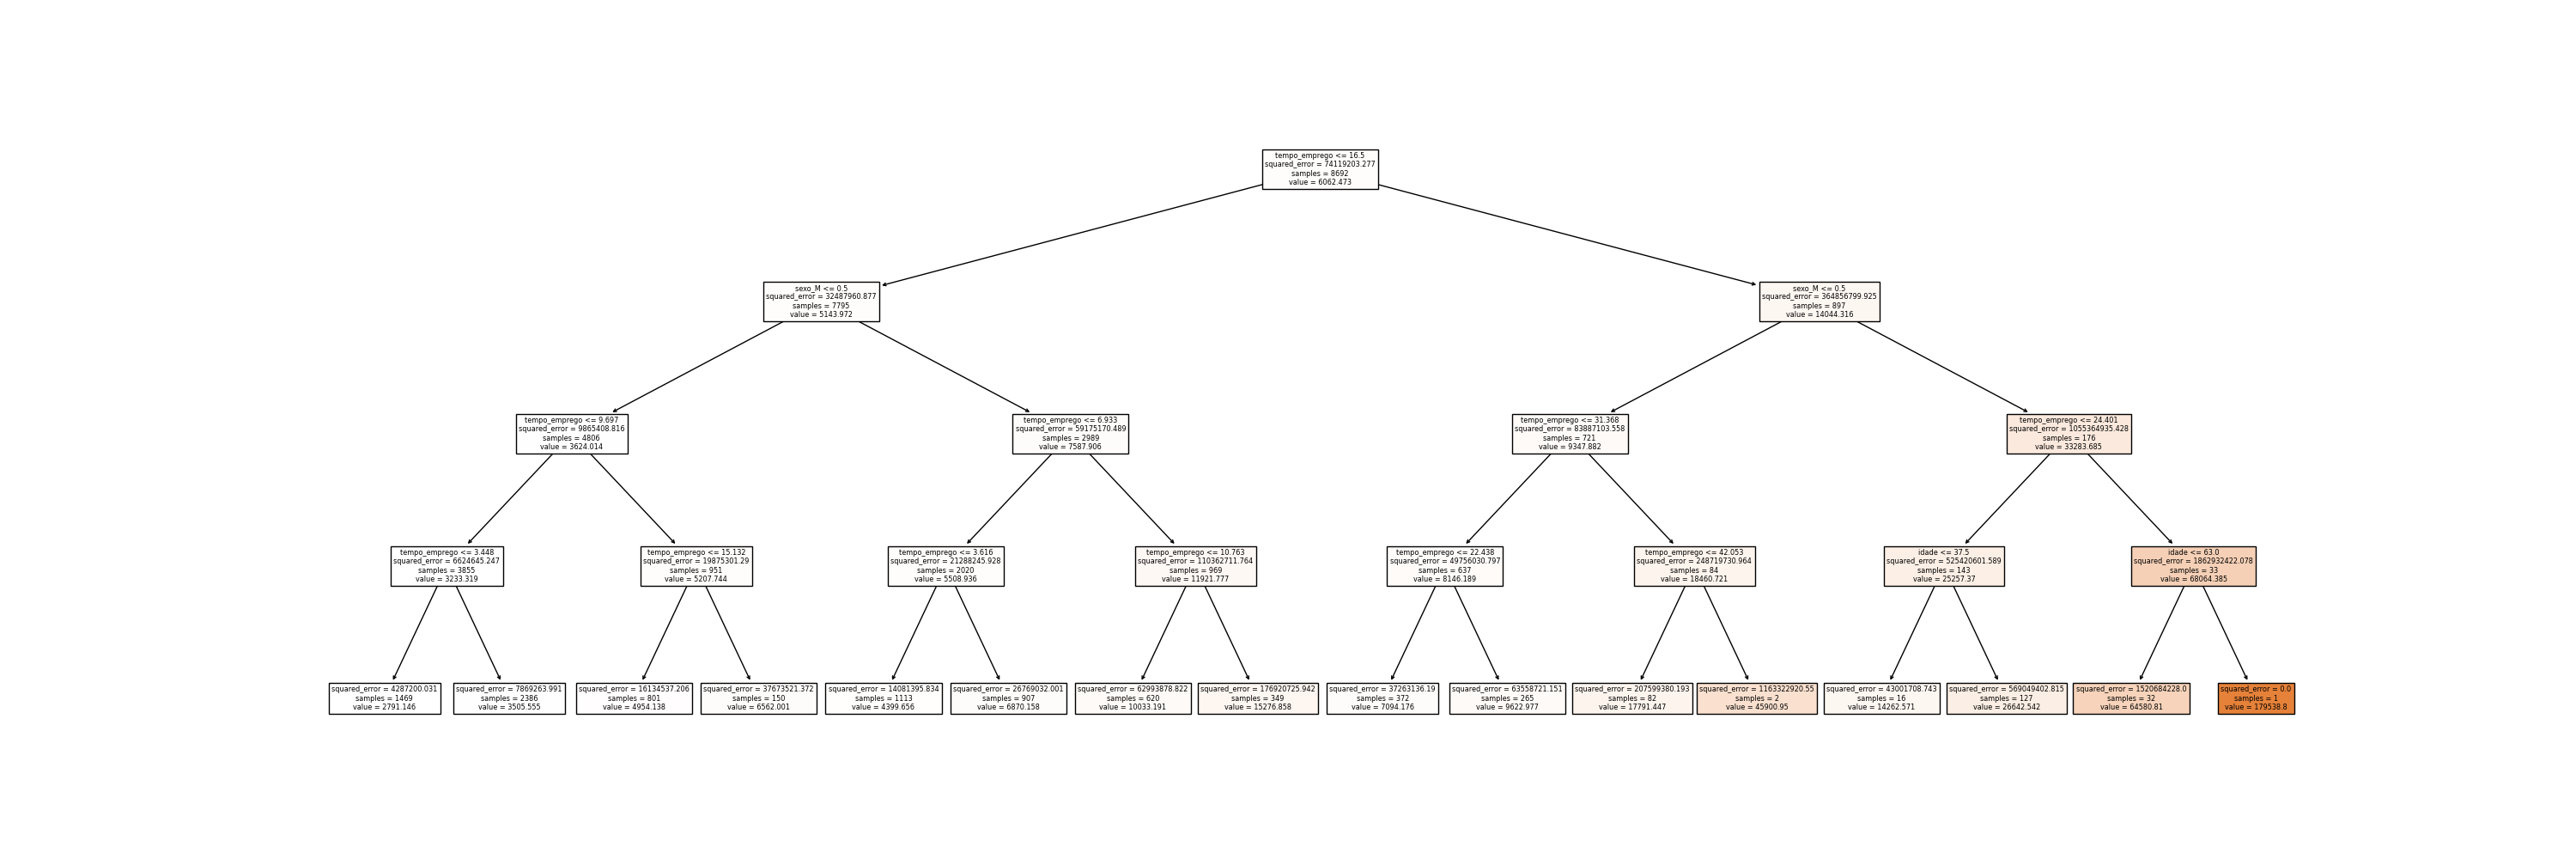 tempo_emprego <= 16.5
squared_error = 74119203.277
samples = 8692
value = 6062.473
sexo_M <= 0.5
squared_error = 32487960.877
samples = 7795
value = 5143.972
sexo_M <= 0.5
squared_error = 364856799.925
samples = 897
value = 14044.316
tempo_emprego <= 9.697
squared_error = 9865408.816
samples = 4806
value = 3624.014
tempo_emprego <= 6.933
squared_error = 59175170.489
samples = 2989
value = 7587.906
tempo_emprego <= 31.368
squared_error = 83887103.558
samples = 721
value = 9347.882
tempo_emprego <= 24.401
squared_error = 1055364935.428
samples = 176
value = 33283.685
tempo_emprego <= 3.448
squared_error = 6624645.247
samples = 3855
value = 3233.319
tempo_emprego <= 15.132
squared_error = 19875301.29
samples = 951
value = 5207.744
tempo_emprego <= 3.616
squared_error = 21288245.928
samples = 2020
value = 5508.936
tempo_emprego <= 10.763
squared_error = 110362711.764
samples = 969
value = 11921.777
tempo_emprego <= 22.438
squared_error = 49756030.797
samples = 637
value = 8146.189
tempo_emprego <= 42.053
squared_error = 248719730.964
samples = 84
value = 18460.721
idade <= 37.5
squared_error = 525420601.589
samples = 143
value = 25257.37
idade <= 63.0
squared_error = 1862932422.078
samples = 33
value = 68064.385
squared_error = 4287200.031
samples = 1469
value = 2791.146
squared_error = 7869263.991
samples = 2386
value = 3505.555
squared_error = 16134537.206
samples = 801
value = 4954.138
squared_error = 37673521.372
samples = 150
value = 6562.001
squared_error = 14081395.834
samples = 1113
value = 4399.656
squared_error = 26769032.001
samples = 907
value = 6870.158
squared_error = 62993878.822
samples = 620
value = 10033.191
squared_error = 176920725.942
samples = 349
value = 15276.858
squared_error = 37263136.19
samples = 372
value = 7094.176
squared_error = 63558721.151
samples = 265
value = 9622.977
squared_error = 207599380.193
samples = 82
value = 17791.447
squared_error = 1163322920.55
samples = 2
value = 45900.95
squared_error = 43001708.743
samples = 16
value = 14262.571
squared_error = 569049402.815
samples = 127
value = 26642.542
squared_error = 1520684228.0
samples = 32
value = 64580.81
squared_error = 0.0
samples = 1
value = 179538.8